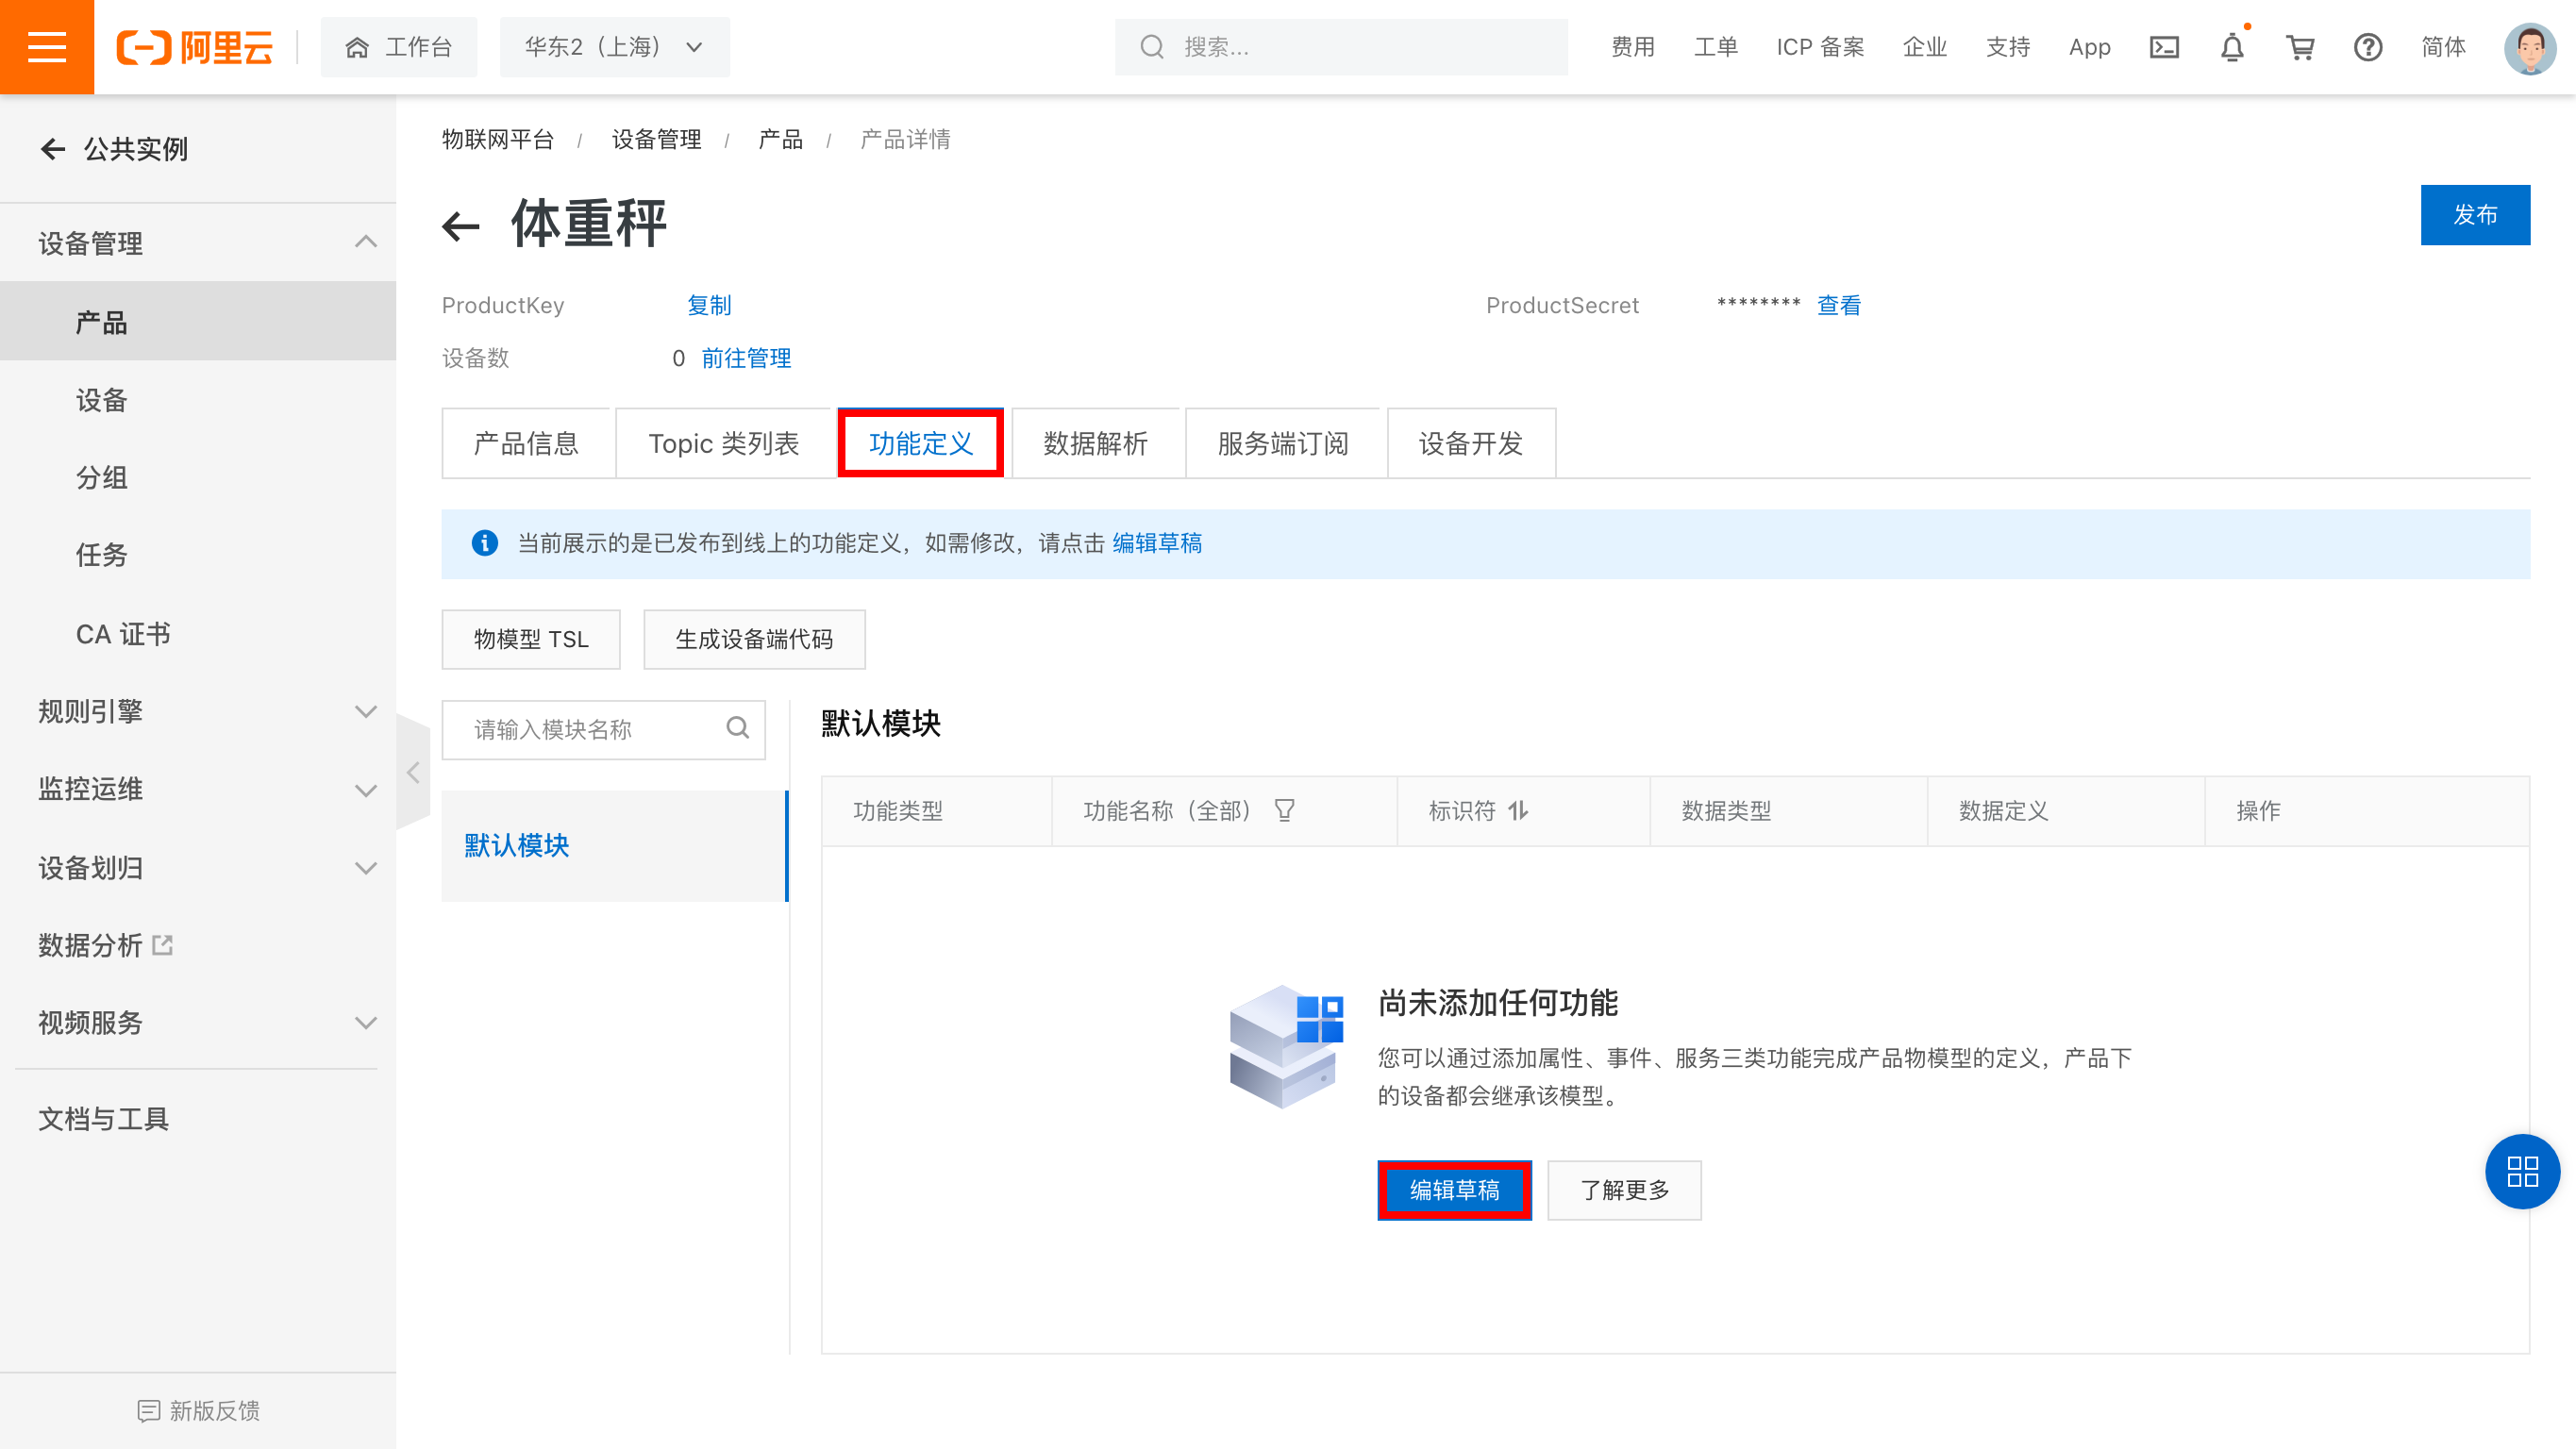 阿里云
工作台
华东2（上海）
搜索...
费用
工单
ICP 备案
企业
支持
App
简体
公共实例
设备管理
产品
设备
分组
任务
CA 证书
规则引擎
监控运维
设备划归
数据分析
视频服务
文档与工具
新版反馈
物联网平台 / 设备管理 / 产品 / 产品详情
体重秤
发布
ProductKey 复制
ProductSecret ******** 查看
设备数 0 前往管理
产品信息
Topic 类列表
功能定义
数据解析
服务端订阅
设备开发
当前展示的是已发布到线上的功能定义，如需修改，请点击 编辑草稿
物模型 TSL
生成设备端代码
请输入模块名称
默认模块
默认模块
功能类型
功能名称（全部）
标识符
数据类型
数据定义
操作
尚未添加任何功能
您可以通过添加属性、事件、服务三类功能完成产品物模型的定义，产品下
的设备都会继承该模型。
编辑草稿
了解更多